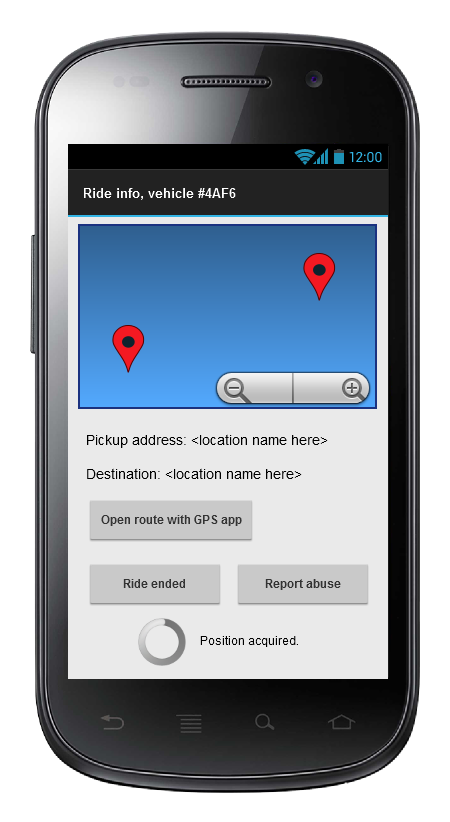 12:00
Ride info, vehicle #4AF6
Pickup address: <location name here>
Destination: <location name here>
Open route with GPS app
Ride ended
Report abuse
Position acquired.